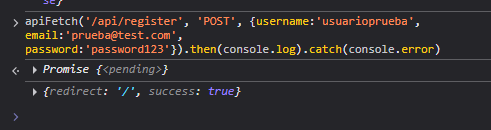 se}
> apiFetch('/api/register', 'POST', {username:'usuarioprueba',
email:'prueba@test.com',
password:'password123'}).then(console.log).catch(console.error)
<· ▶ Promise {<pending>}
▶ {redirect: '/', success: true}
>